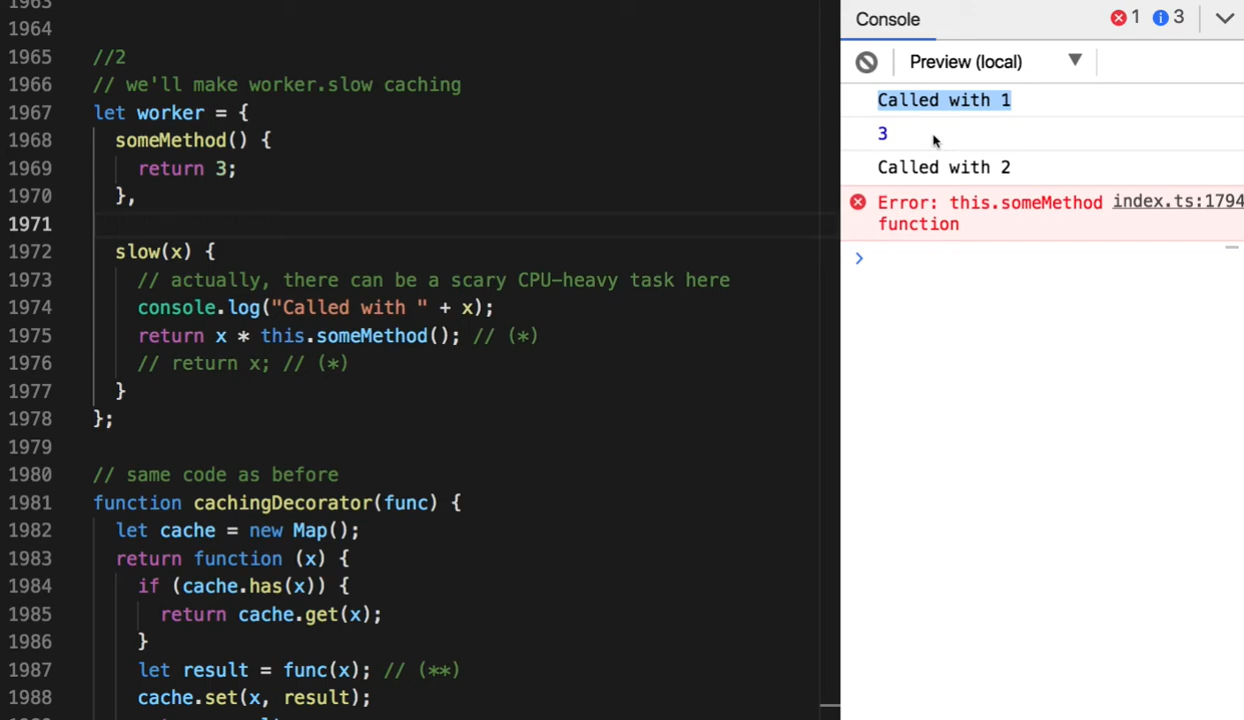 1963
1964
1965 //2
1966 // we'll make worker.slow caching
1967 let worker = {
1968 someMethod() {
1969 return 3;
1970 },
1971
1972 slow(x) {
1973 // actually, there can be a scary CPU-heavy task here
1974 console.log("Called with " + x);
1975 return x * this.someMethod(); // (*)
1976 // return x; // (*)
1977 }
1978 };
1979
1980 // same code as before
1981 function cachingDecorator(func) {
1982 let cache = new Map();
1983 return function (x) {
1984 if (cache.has(x)) {
1985 return cache.get(x);
1986 }
1987 let result = func(x); // (**)
1988 cache.set(x, result);
Console 1 3
Preview (local)
Called with 1
3
Called with 2
Error: this.someMethod index.ts:1794
function